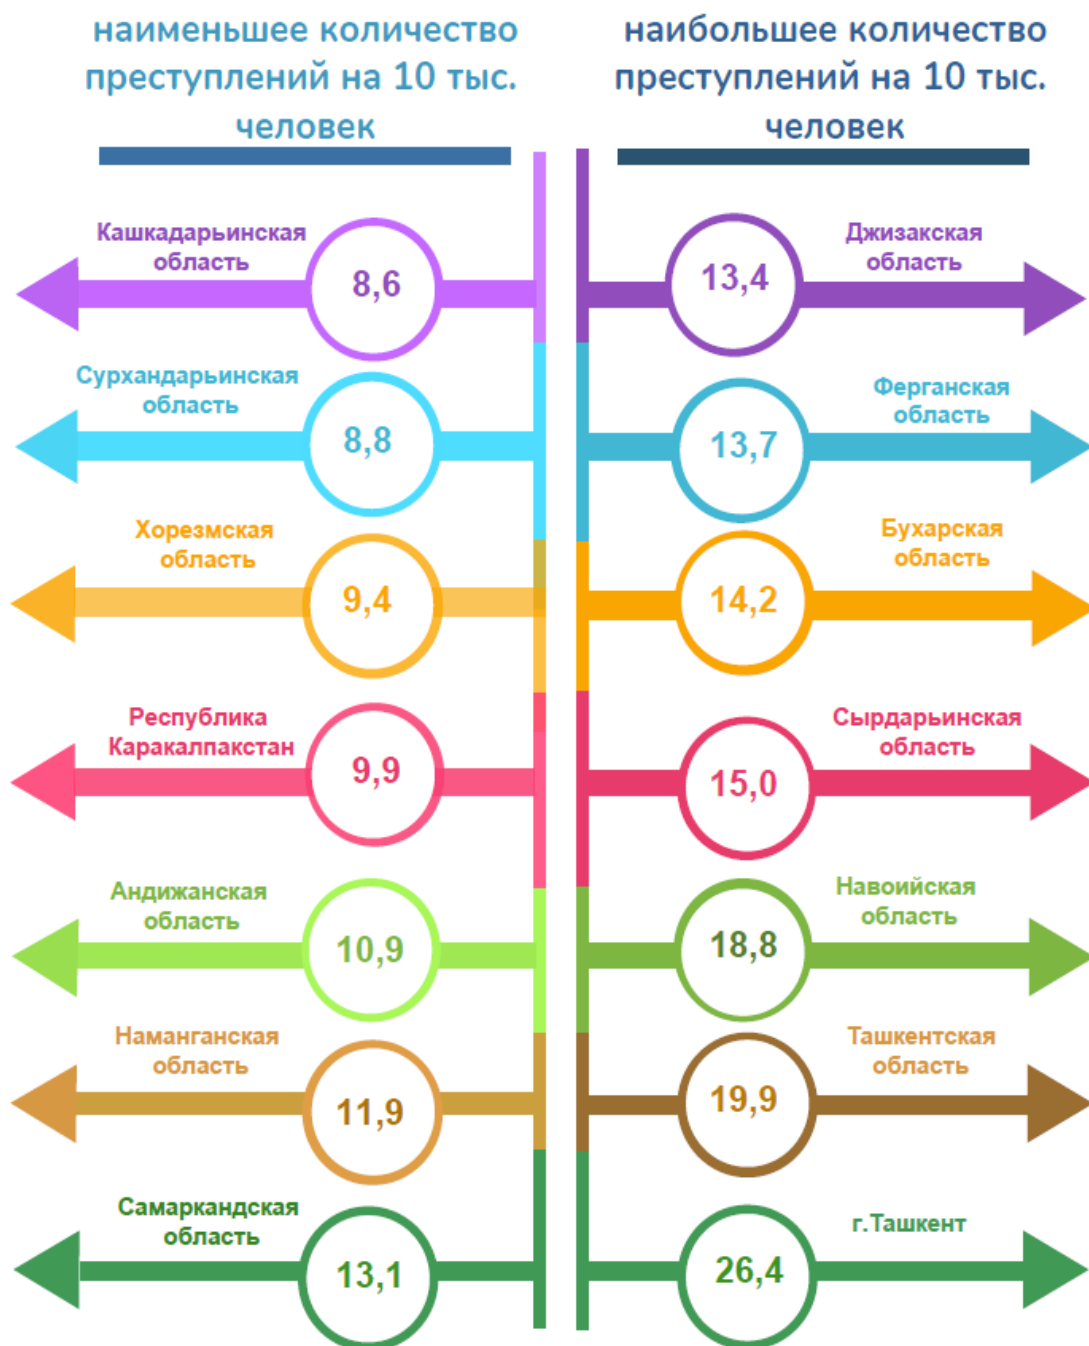 наименьшее количество
преступлений на 10 тыс.
человек
Кашкадарьинская
область
8,6
Сурхандарьинская
область
8,8
Хорезмская
область
9,4
Республика
Каракалпакстан
9,9
Андижанская
область
10,9
Наманганская
область
11,9
Самаркандская
область
13,1
наибольшее количество
преступлений на 10 тыс.
человек
Джизакская
область
13,4
Ферганская
область
13,7
Бухарская
область
14,2
Сырдарьинская
область
15,0
Навоийская
область
18,8
Ташкентская
область
19,9
г.Ташкент
26,4